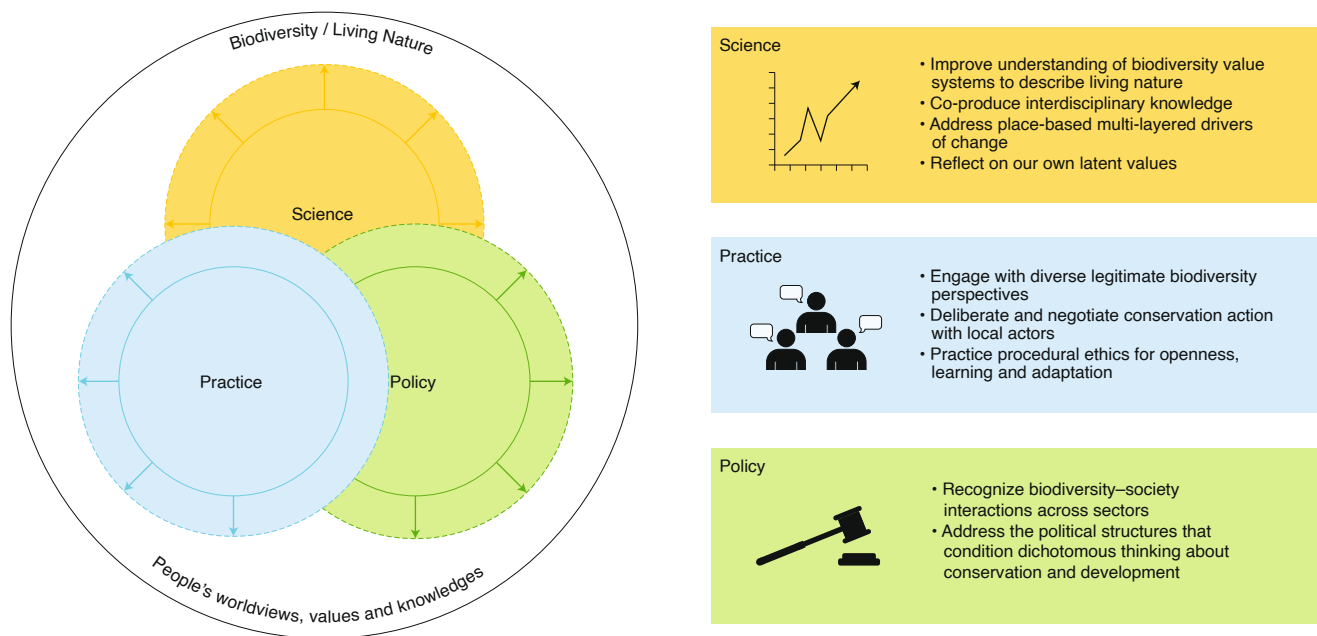 Biodiversity / Living Nature
Science
Practice
Policy
People's worldviews, values and knowledges
Science
• Improve understanding of biodiversity value
systems to describe living nature
• Co-produce interdisciplinary knowledge
• Address place-based multi-layered drivers
of change
• Reflect on our own latent values
Practice
• Engage with diverse legitimate biodiversity
perspectives
• Deliberate and negotiate conservation action
with local actors
• Practice procedural ethics for openness,
learning and adaptation
Policy
• Recognize biodiversity–society
interactions across sectors
• Address the political structures that
condition dichotomous thinking about
conservation and development